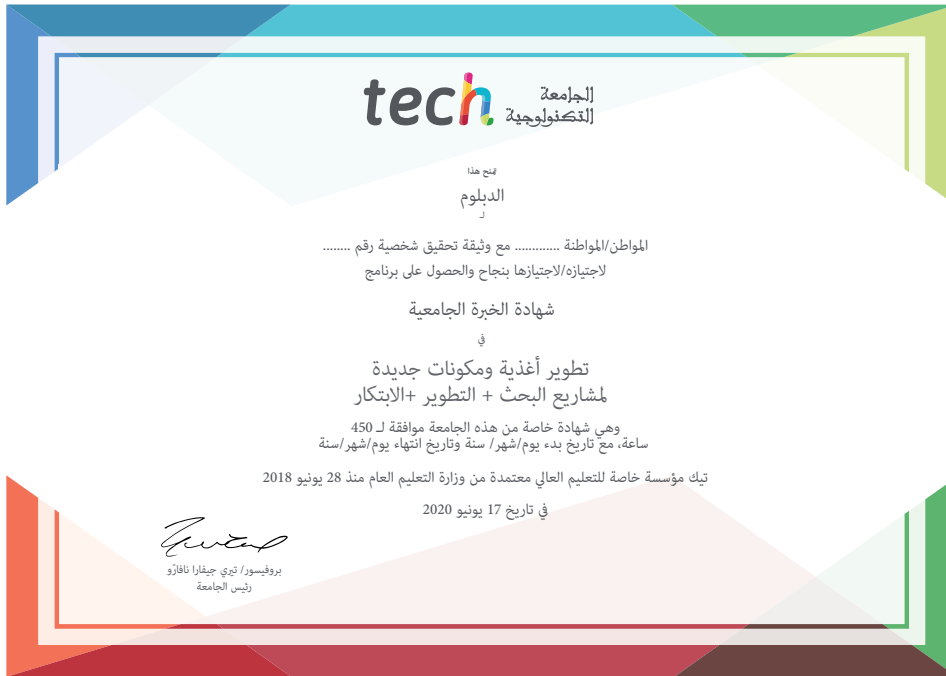 tech
الجامعة
التكنولوجية
يمنح هذا
الدبلوم
لـ
المواطن/المواطنة ............ مع وثيقة تحقيق شخصية رقم ........
لاجتيازه/لاجتيازها بنجاح والحصول على برنامج
شهادة الخبرة الجامعية
في
تطوير أغذية ومكونات جديدة
لمشاريع البحث + التطوير +الابتكار
وهي شهادة خاصة من هذه الجامعة موافقة لـ 450
ساعة، مع تاريخ بدء يوم/شهر/ سنة وتاريخ انتهاء يوم/شهر/سنة
تيك مؤسسة خاصة للتعليم العالي معتمدة من وزارة التعليم العام منذ 28 يونيو 2018
في تاريخ 17 يونيو 2020
بروفيسور/ تيري جيفارا نافارّو
رئيس الجامعة